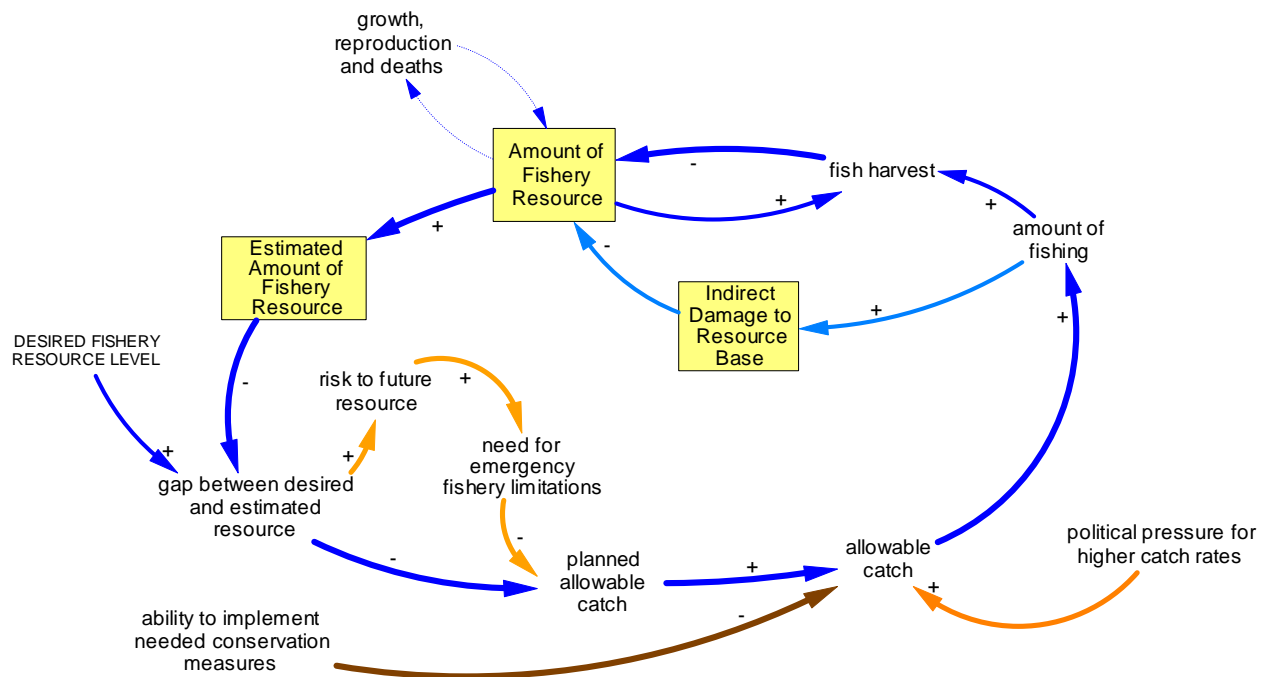 growth,
reproduction
and deaths
Amount of
Fishery
Resource
-
+
fish harvest
+
amount of
fishing
+
Estimated
Amount of
Fishery
Resource
-
Indirect
Damage to
Resource
Base
+
+
DESIRED FISHERY
RESOURCE LEVEL
-
risk to future
resource
+
+
+
need for
emergency
fishery limitations
gap between desired
and estimated
resource
-
-
planned
allowable
catch
+
allowable
catch
+
political pressure for
higher catch rates
-
ability to implement
needed conservation
measures